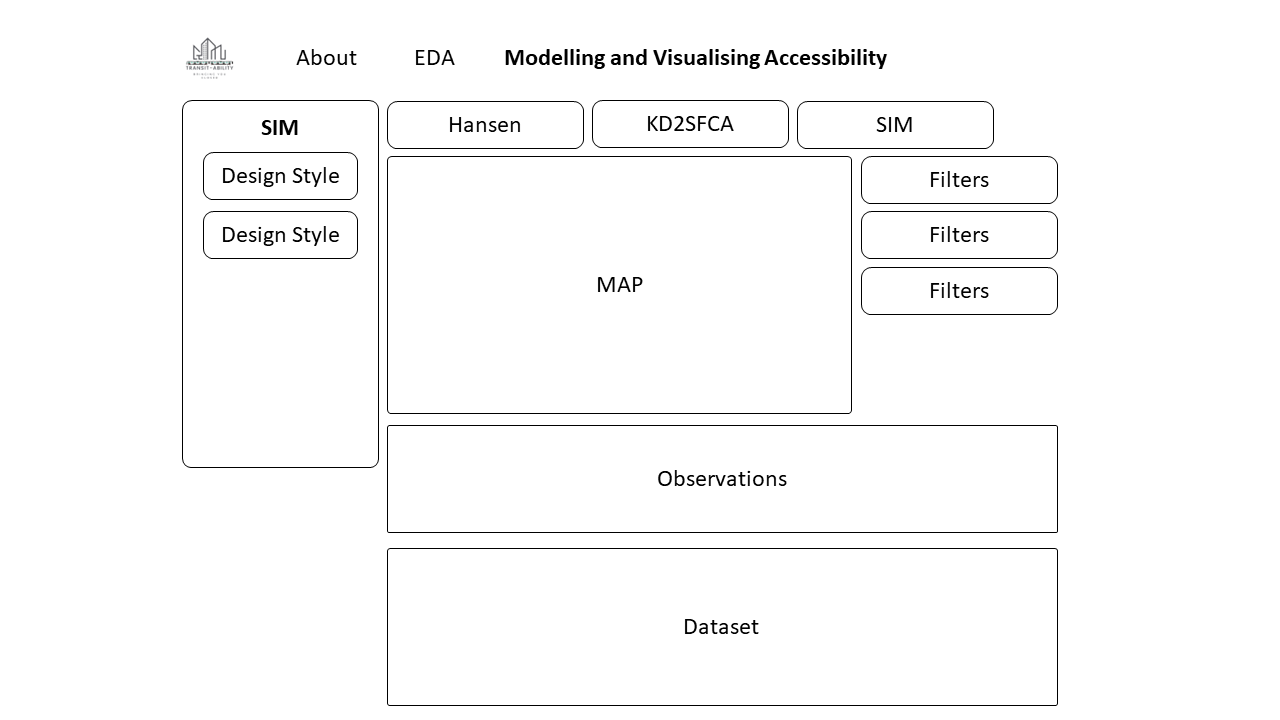 TRANSIT-ABILITY
About
EDA
Modelling and Visualising Accessibility
SIM
Design Style
Design Style
Hansen
KD2SFCA
SIM
MAP
Filters
Filters
Filters
Observations
Dataset